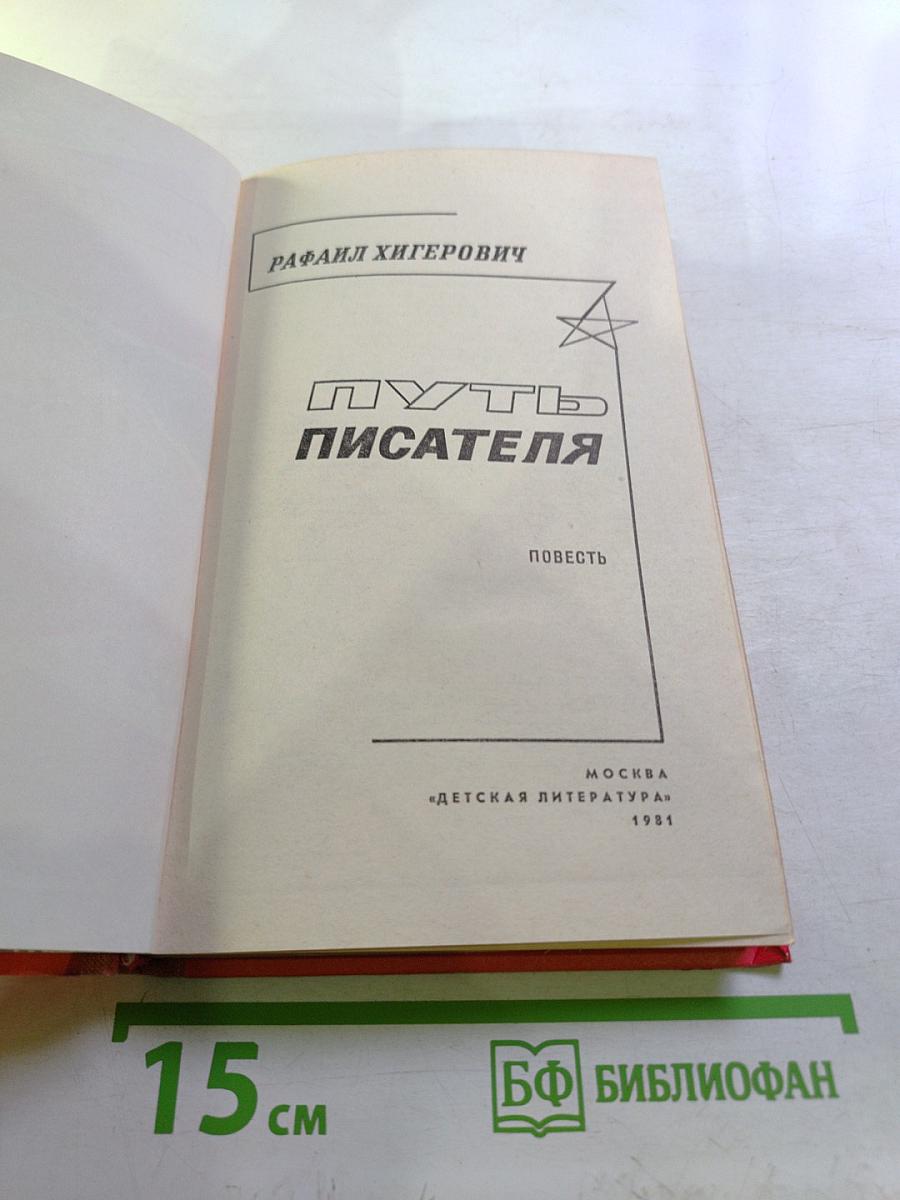 РАФАИЛ ХИГЕРОВИЧ
ПУТЬ
ПИСАТЕЛЯ
ПОВЕСТЬ
МОСКВА
«ДЕТСКАЯ ЛИТЕРАТУРА»
1981
15 см
БФ БИБЛИОФАН